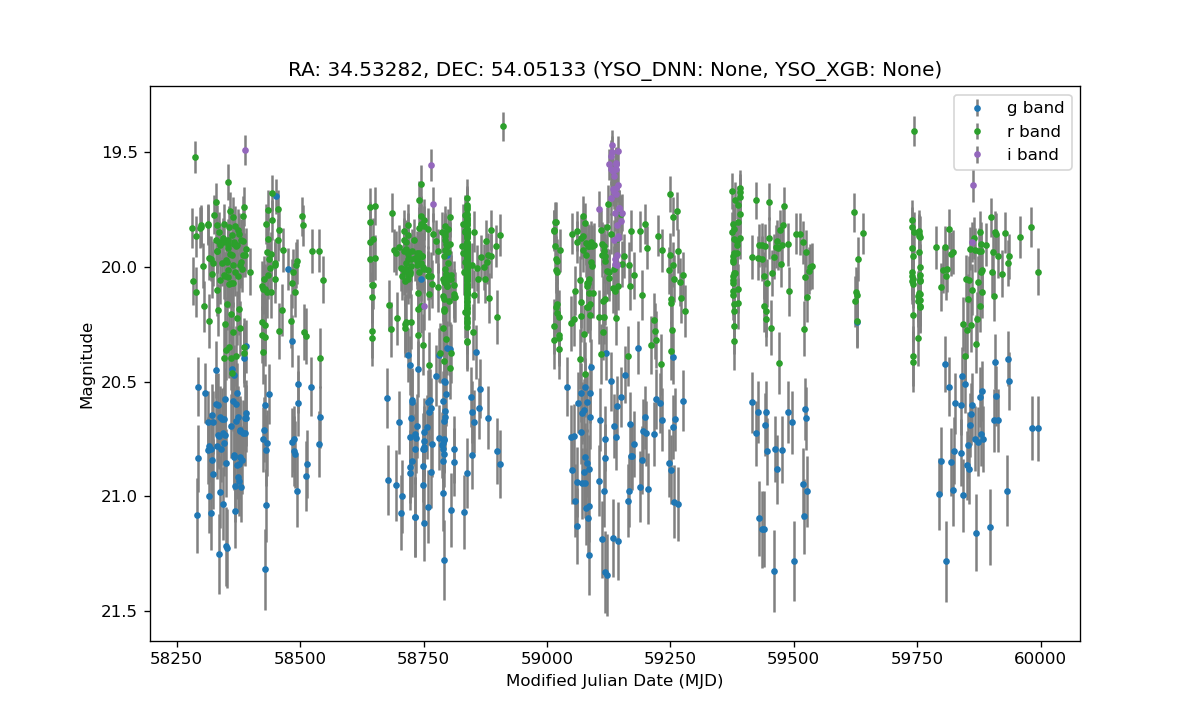 RA: 34.53282, DEC: 54.05133 (YSO_DNN: None, YSO_XGB: None)
g band
r band
i band
19.5
20.0
20.5
21.0
21.5
Magnitude
58250 58500 58750 59000 59250 59500 59750 60000
Modified Julian Date (MJD)